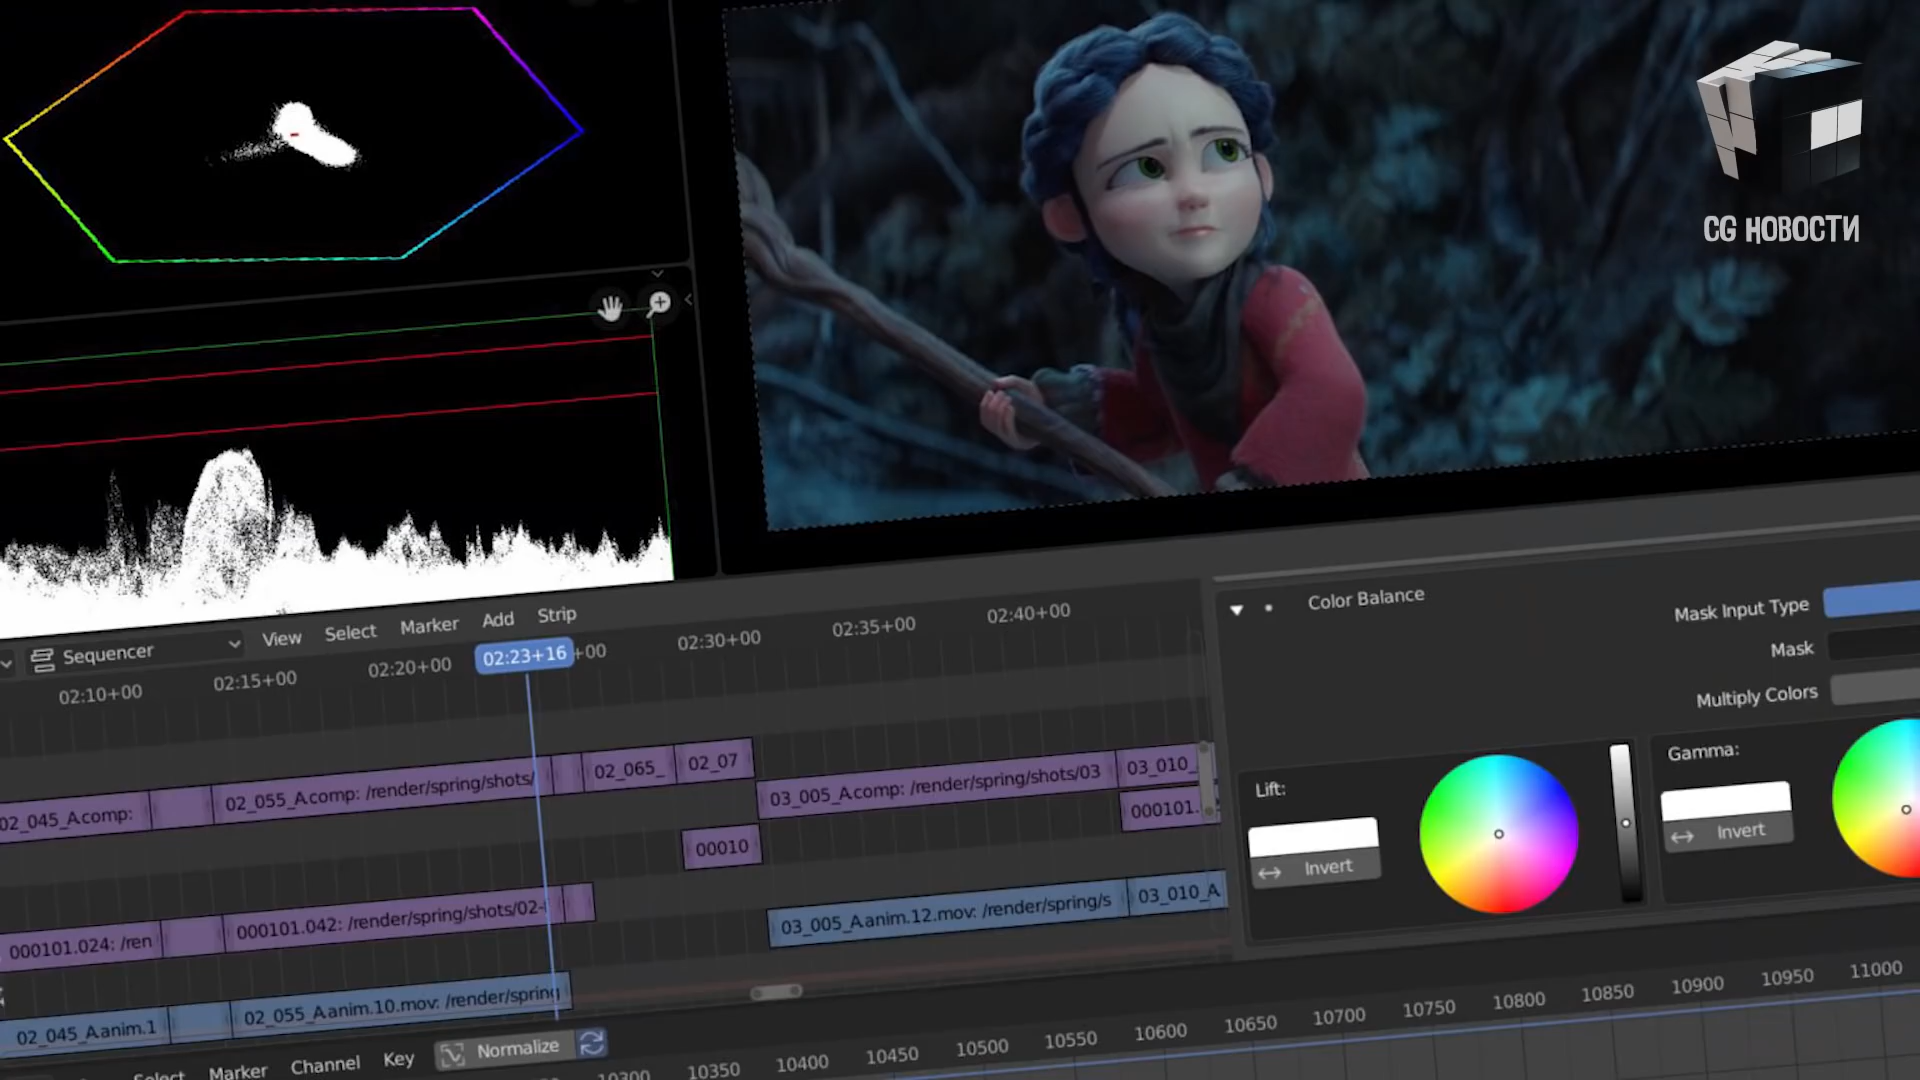 CG НОВОСТИ
Sequencer View Select Marker Add Strip
02:10+00 02:15+00 02:20+00 02:23+16 +00 02:30+00 02:35+00 02:40+00
02_045_A.comp: 02_055_A.comp: /render/spring/shots/ 02_065_ 02_07
03_005_A.comp: /render/spring/shots/03 03_010_
00010 000101.
000101.024: /ren 000101.042: /render/spring/shots/02-
03_005_A.anim.12.mov: /render/spring/s 03_010_A
02_045_A.anim.1 02_055_A.anim.10.mov: /render/spring
Color Balance
Mask Input Type
Mask
Multiply Colors
Lift:
Invert
Gamma:
Invert
Select Marker Channel Key Normalize
10300 10350 10400 10450 10500 10550 10600 10650 10700 10750 10800 10850 10900 10950 11000